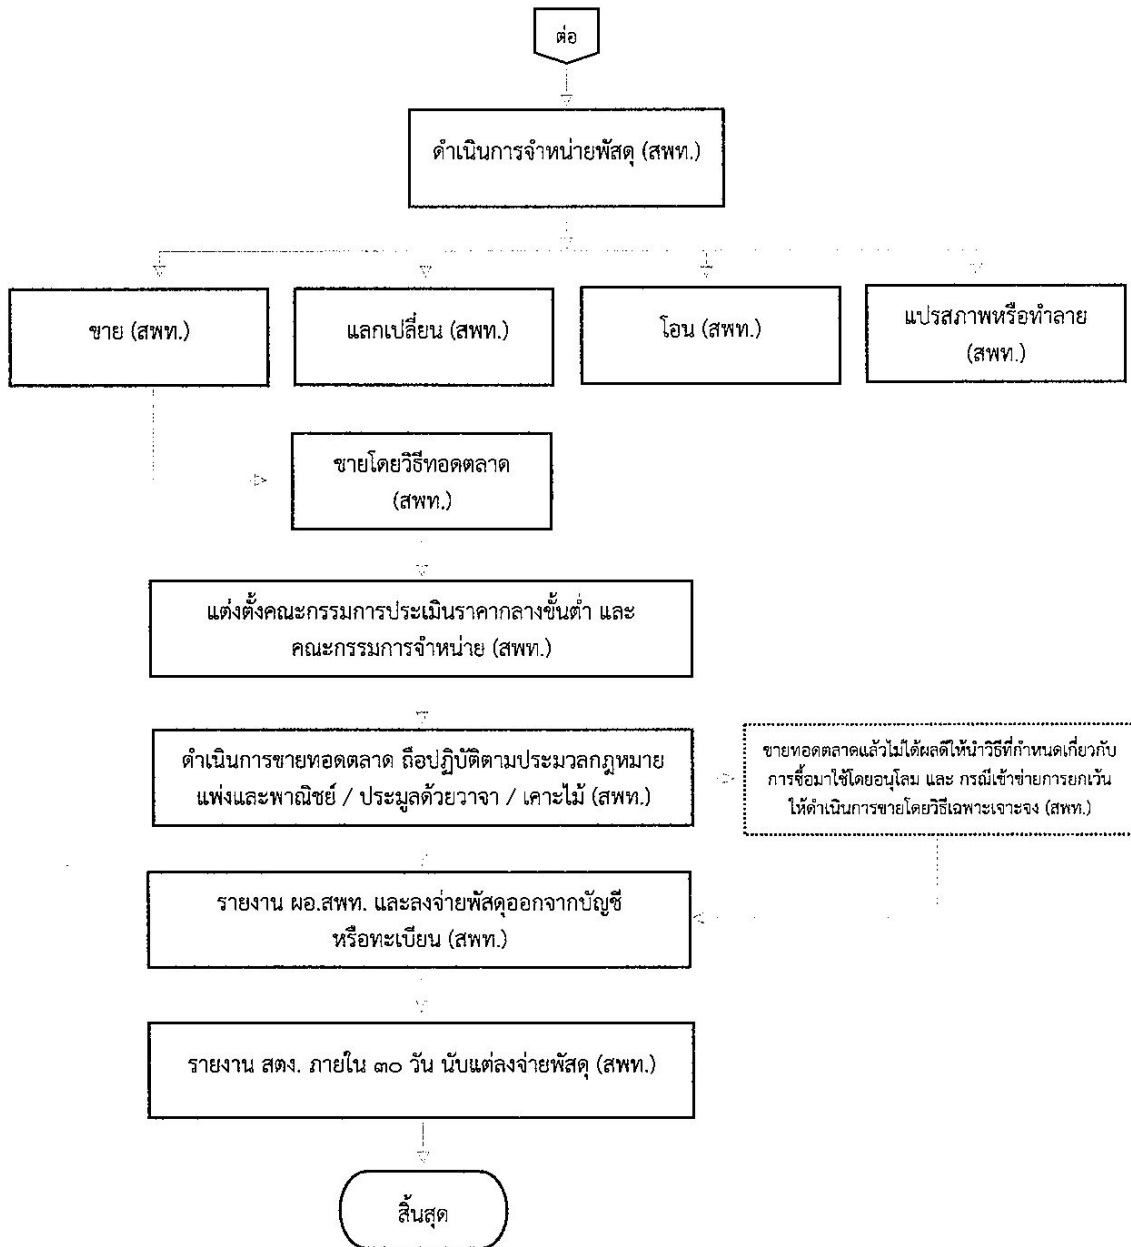 ต่อ
ดำเนินการจำหน่ายพัสดุ (สพท.)
ขาย (สพท.)
แลกเปลี่ยน (สพท.)
โอน (สพท.)
แปรสภาพหรือทำลาย
(สพท.)
ขายโดยวิธีทอดตลาด
(สพท.)
แต่งตั้งคณะกรรมการประเมินราคากลางขั้นต่ำ และ
คณะกรรมการจำหน่าย (สพท.)
ดำเนินการขายทอดตลาด ถือปฏิบัติตามประมวลกฎหมาย
แพ่งและพาณิชย์ / ประมูลด้วยวาจา / เคาะไม้ (สพท.)
ขายทอดตลาดแล้วไม่ได้ผลดีให้นำวิธีที่กำหนดเกี่ยวกับ
การซื้อมาใช้โดยอนุโลม และ กรณีเข้าข่ายการยกเว้น
ให้ดำเนินการขายโดยวิธีเฉพาะเจาะจง (สพท.)
รายงาน ผอ.สพท. และลงจ่ายพัสดุออกจากบัญชี
หรือทะเบียน (สพท.)
รายงาน สตง. ภายใน ๓๐ วัน นับแต่ลงจ่ายพัสดุ (สพท.)
สิ้นสุด